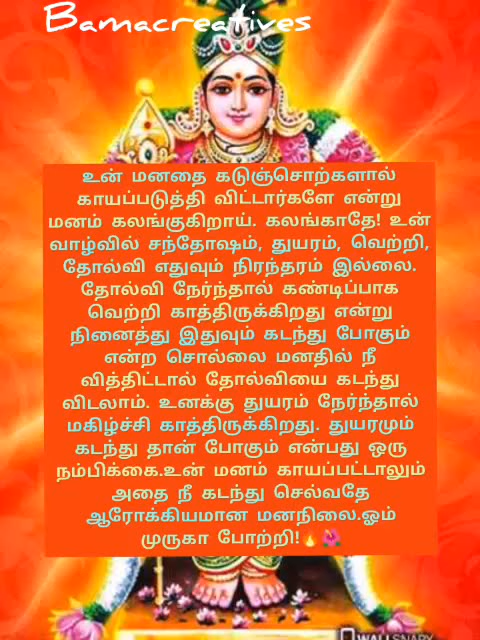 Bamacreatives
உன் மனதை கடுஞ்சொற்களால்
காயப்படுத்தி விட்டார்களே என்று
மனம் கலங்குகிறாய். கலங்காதே! உன்
வாழ்வில் சந்தோஷம், துயரம், வெற்றி,
தோல்வி எதுவும் நிரந்தரம் இல்லை.
தோல்வி நேர்ந்தால் கண்டிப்பாக
வெற்றி காத்திருக்கிறது என்று
நினைத்து இதுவும் கடந்து போகும்
என்ற சொல்லை மனதில் நீ
வித்திட்டால் தோல்வியை கடந்து
விடலாம். உனக்கு துயரம் நேர்ந்தால்
மகிழ்ச்சி காத்திருக்கிறது. துயரமும்
கடந்து தான் போகும் என்பது ஒரு
நம்பிக்கை.உன் மனம் காயப்பட்டாலும்
அதை நீ கடந்து செல்வதே
ஆரோக்கியமான மனநிலை.ஓம்
முருகா போற்றி!🔥🌺
WALLSNAPY